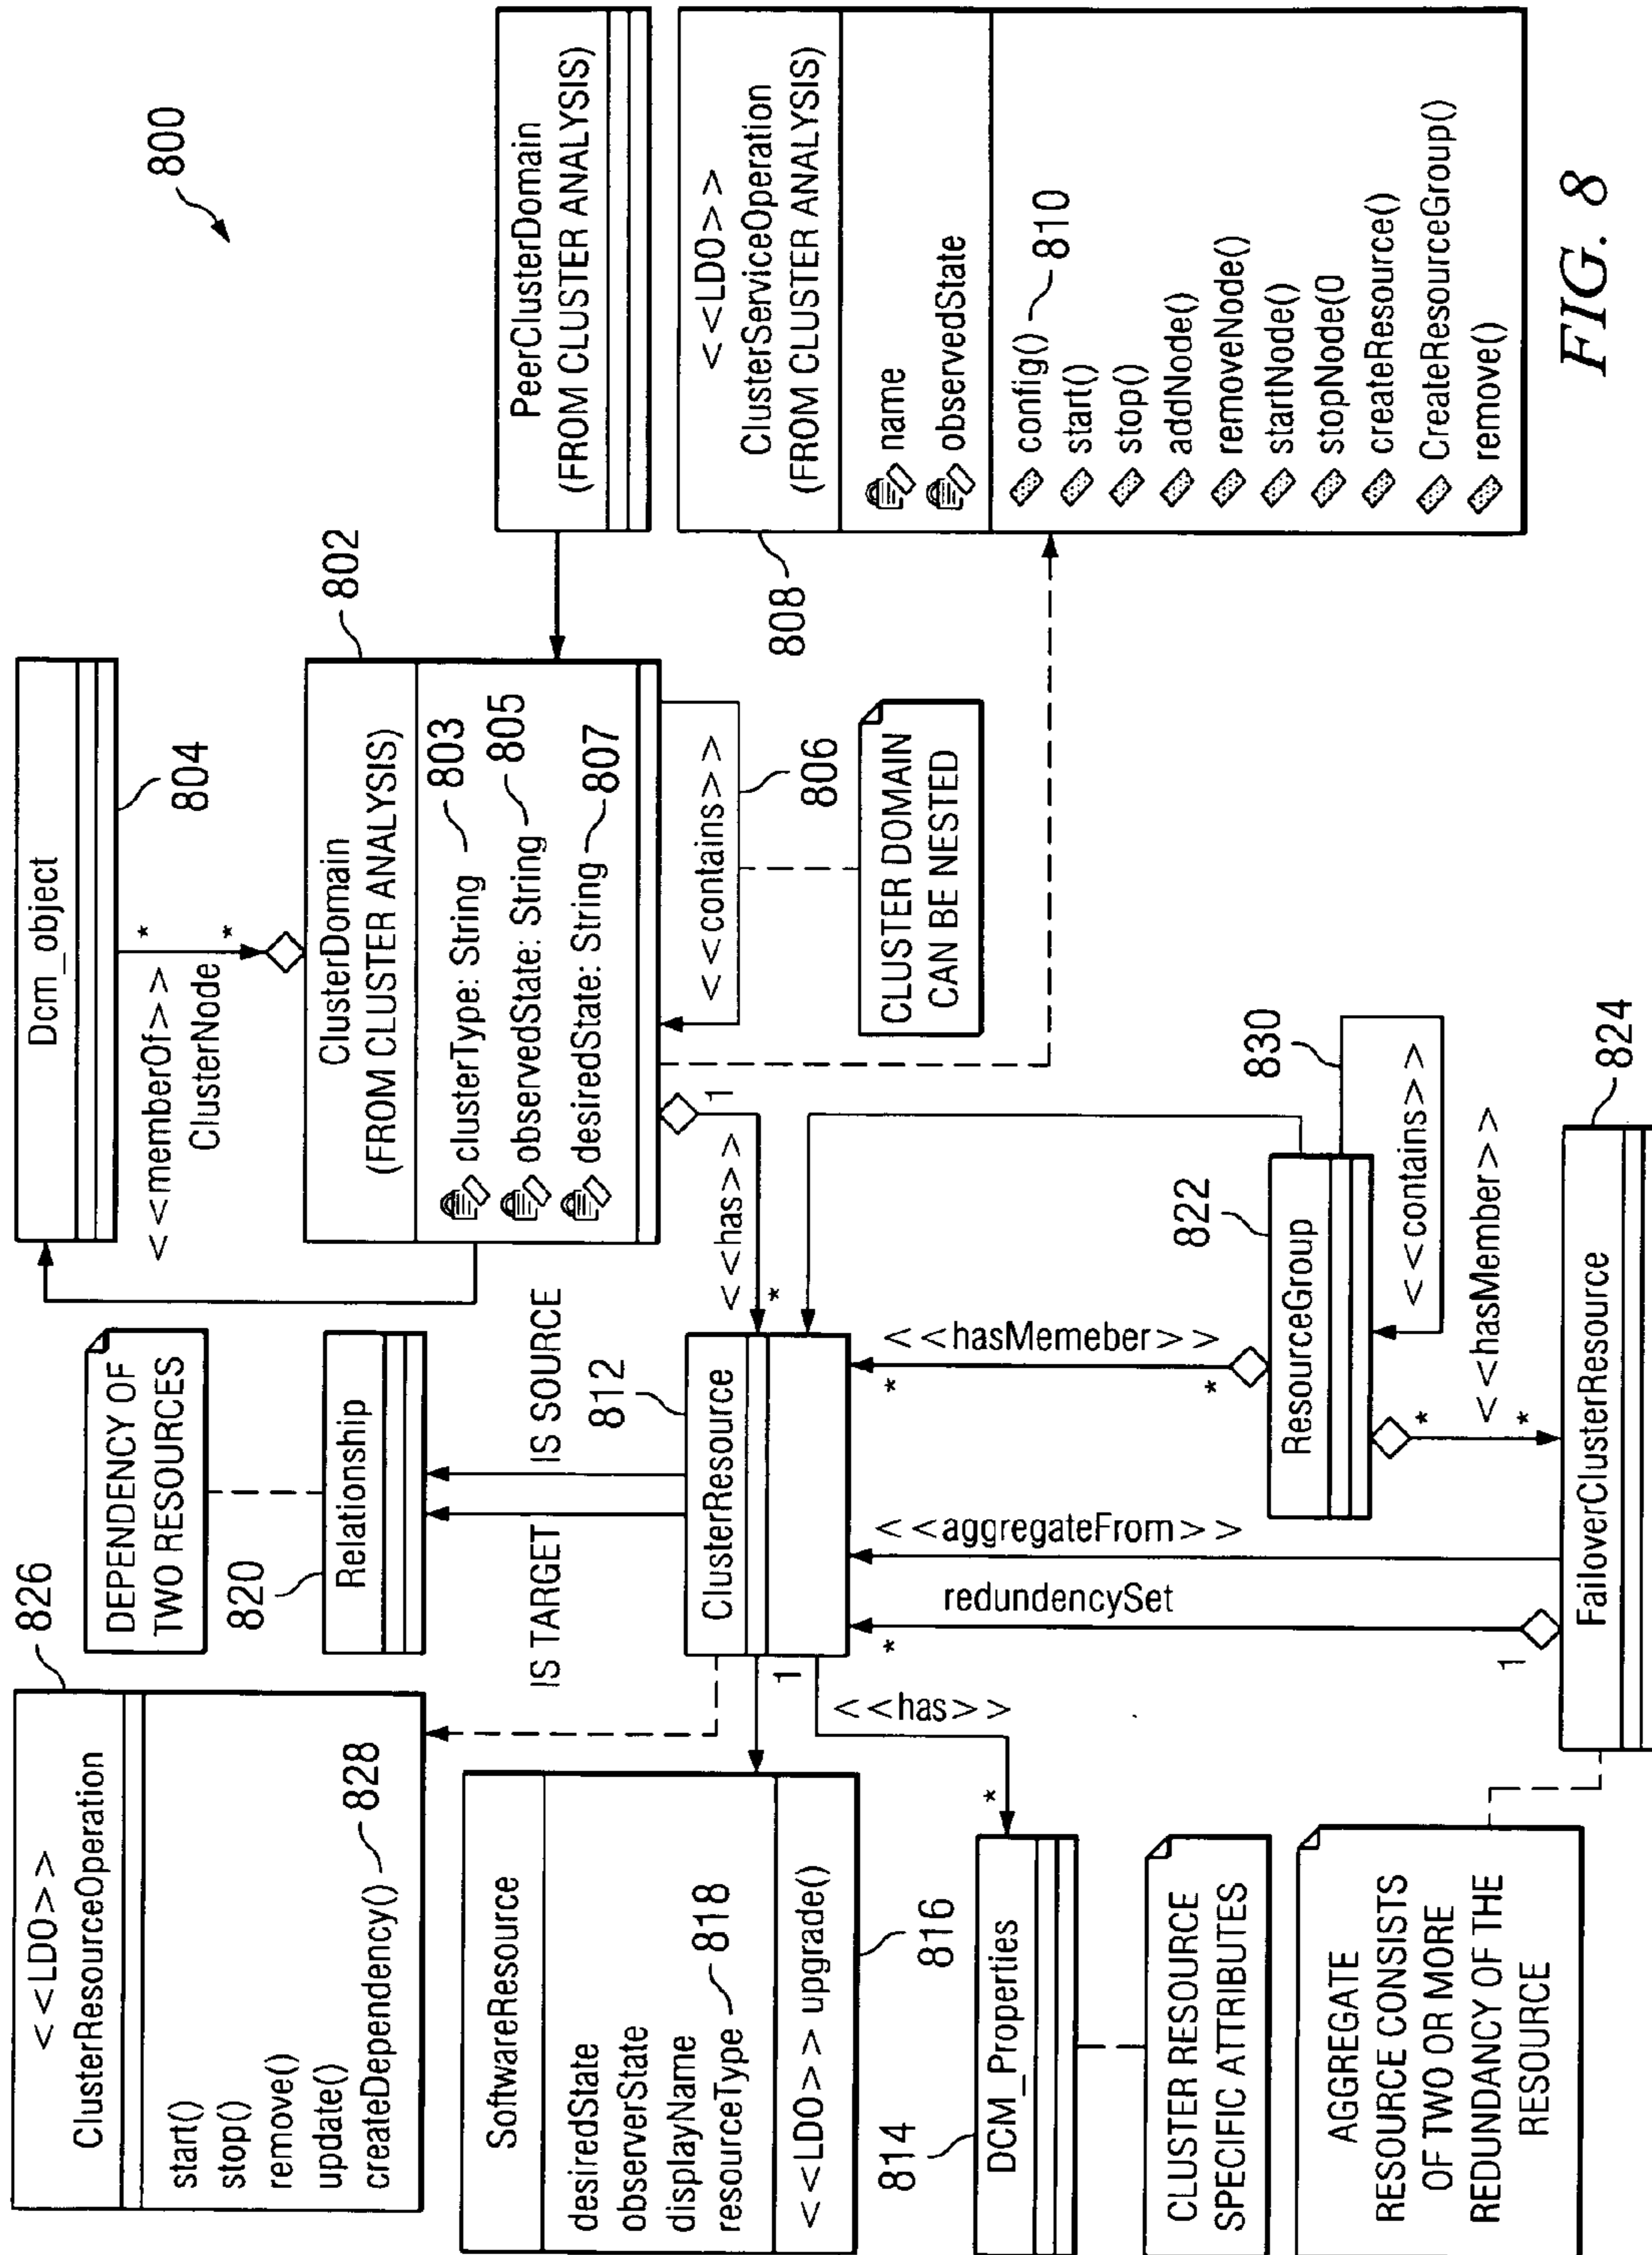 800
<<LDO>>
ClusterResourceOperation
start()
stop()
remove()
update()
createDependency()
828
826
DEPENDENCY OF
TWO RESOURCES
820
Relationship
Dcm_object
804
<<memberOf>>
ClusterNode
*
*
802
ClusterDomain
(FROM CLUSTER ANALYSIS)
clusterType: String
803
observedState: String
805
desiredState: String
807
<<contains>>
806
CLUSTER DOMAIN
CAN BE NESTED
PeerClusterDomain
(FROM CLUSTER ANALYSIS)
808
<<LDO>>
ClusterServiceOperation
(FROM CLUSTER ANALYSIS)
name
observedState
config()
810
start()
stop()
addNode()
removeNode()
startNode()
stopNode(0
createResource()
CreateResourceGroup()
remove()
IS TARGET
IS SOURCE
<<has>>
1
*
812
ClusterResource
SoftwareResource
desiredState
observerState
displayName
resourceType
818
<<LDO>> upgrade()
816
1
<<has>>
*
814
DCM_Properties
CLUSTER RESOURCE
SPECIFIC ATTRIBUTES
*
redundencySet
1
<<aggregateFrom>>
*
<<hasMemeber>>
*
822
ResourceGroup
830
<<contains>>
*
<<hasMember>>
*
824
FailoverClusterResource
AGGREGATE
RESOURCE CONSISTS
OF TWO OR MORE
REDUNDANCY OF THE
RESOURCE
FIG. 8